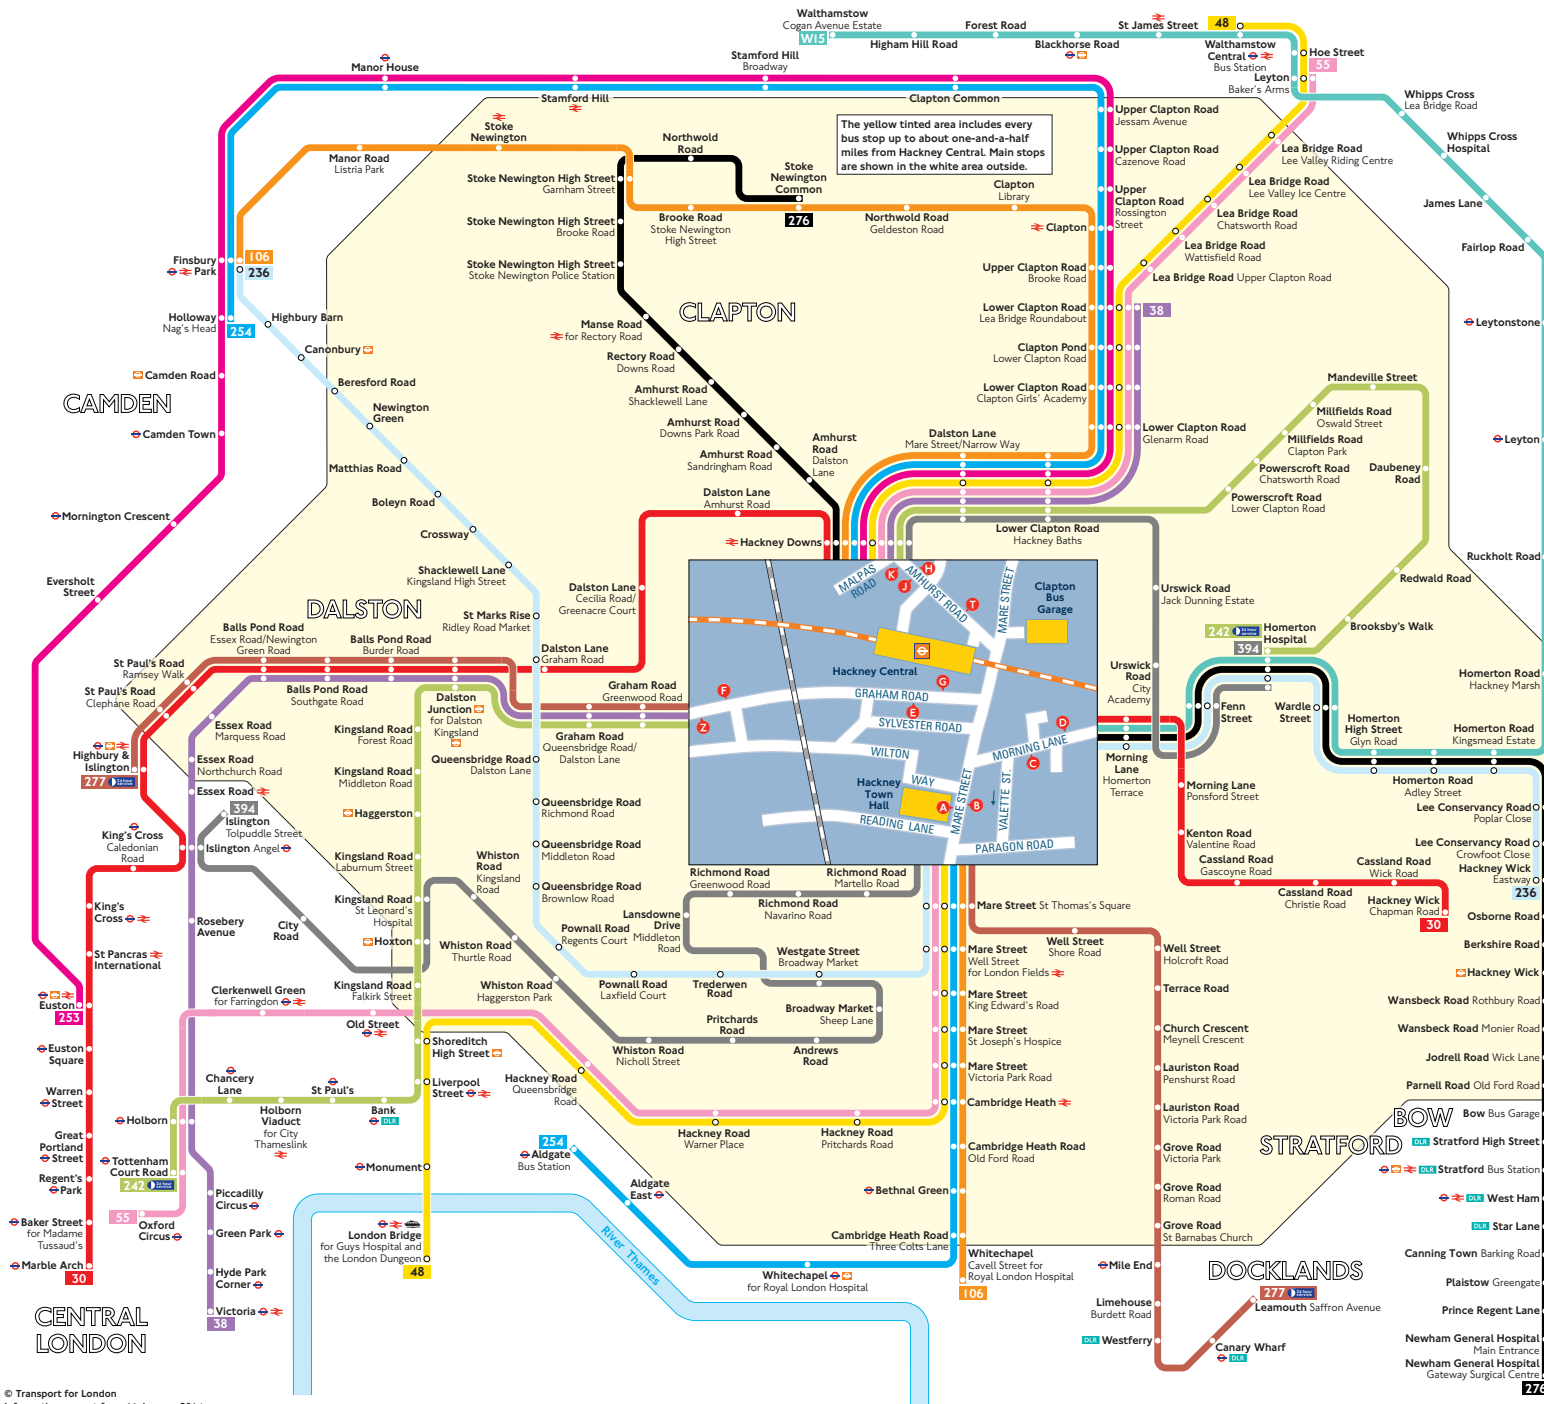 Walthamstow
Cogan Avenue Estate
W15
Higham Hill Road
Forest Road
Blackhorse Road
St James Street
48
Walthamstow
Central
Bus Station
Hoe Street
55
Leyton
Baker's Arms
Whipps Cross
Lea Bridge Road
Whipps Cross
Hospital
James Lane
Fairlop Road
Leytonstone
Leyton
Ruckholt Road
Homerton Road
Hackney Marsh
Homerton Road
Kingsmead Estate
Manor House
Stamford Hill
Broadway
Stamford Hill
Clapton Common
Stoke
Newington
Manor Road
Listria Park
Northwold
Road
Stoke
Newington
Common
276
The yellow tinted area includes every
bus stop up to about one-and-a-half
miles from Hackney Central. Main stops
are shown in the white area outside.
Clapton
Library
Northwold Road
Geldeston Road
Brooke Road
Stoke Newington
High Street
Stoke Newington High Street
Garnham Street
Stoke Newington High Street
Brooke Road
Stoke Newington High Street
Stoke Newington Police Station
Upper Clapton Road
Jessam Avenue
Upper Clapton Road
Cazenove Road
Upper
Clapton Road
Rossington
Street
Clapton
Upper Clapton Road
Brooke Road
Lower Clapton Road
Lea Bridge Roundabout
Clapton Pond
Lower Clapton Road
Lower Clapton Road
Clapton Girls' Academy
Lower Clapton Road
Glenarm Road
38
Lea Bridge Road
Lee Valley Riding Centre
Lea Bridge Road
Lee Valley Ice Centre
Lea Bridge Road
Chatsworth Road
Lea Bridge Road
Wattisfield Road
Lea Bridge Road Upper Clapton Road
Finsbury
Park
106
236
Holloway
Nag's Head
254
Highbury Barn
Canonbury
Beresford Road
Newington
Green
Matthias Road
Boleyn Road
Crossway
Shacklewell Lane
Kingsland High Street
St Marks Rise
Ridley Road Market
Dalston Lane
Graham Road
Camden Road
CAMDEN
Camden Town
Mornington Crescent
Eversholt
Street
CLAPTON
Manse Road
for Rectory Road
Rectory Road
Downs Road
Amhurst Road
Shacklewell Lane
Amhurst Road
Downs Park Road
Amhurst Road
Sandringham Road
Amhurst
Road
Dalston
Lane
Dalston Lane
Mare Street/Narrow Way
Dalston Lane
Amhurst Road
Hackney Downs
Lower Clapton Road
Hackney Baths
Mandeville Street
Millfields Road
Oswald Street
Millfields Road
Clapton Park
Powerscroft Road
Chatsworth Road
Powerscroft Road
Lower Clapton Road
Daubeney
Road
Redwald Road
Brooksby's Walk
Homerton
Hospital
242 24 hour service
394
Urswick Road
Jack Dunning Estate
Urswick
Road
City
Academy
Fenn
Street
Wardle
Street
Homerton
High Street
Glyn Road
Homerton Road
Adley Street
Lee Conservancy Road
Poplar Close
Lee Conservancy Road
Crowfoot Close
Hackney Wick
Eastway
236
DALSTON
Dalston Lane
Cecilia Road/
Greenacre Court
Balls Pond Road
Essex Road/Newington
Green Road
Balls Pond Road
Burder Road
St Paul's Road
Ramsey Walk
St Paul's Road
Clephane Road
Balls Pond Road
Southgate Road
Highbury &
Islington
277 24 hour service
Essex Road
Marquess Road
Essex Road
Northchurch Road
Essex Road
394
Islington
Tolpuddle Street
Islington Angel
King's Cross
Caledonian
Road
King's
Cross
St Pancras
International
Euston
253
Euston
Square
Warren
Street
Great
Portland
Street
Regent's
Park
Baker Street
for Madame
Tussaud's
Marble Arch
30
CENTRAL
LONDON
Dalston
Junction
for Dalston
Kingsland
Kingsland Road
Forest Road
Kingsland Road
Middleton Road
Haggerston
Kingsland Road
Laburnum Street
Kingsland Road
St Leonard's
Hospital
Hoxton
Kingsland Road
Falkirk Street
Graham Road
Greenwood Road
Graham Road
Queensbridge Road/
Dalston Lane
Queensbridge Road
Dalston Lane
Queensbridge Road
Richmond Road
Queensbridge Road
Middleton Road
Queensbridge Road
Brownlow Road
Pownall Road
Regents Court
Pownall Road
Laxfield Court
Trederwen
Road
Westgate Street
Broadway Market
Broadway Market
Sheep Lane
Andrews
Road
Pritchards
Road
Whiston Road
Nicholl Street
Whiston Road
Haggerston Park
Whiston Road
Thurtle Road
Whiston
Road
Kingsland
Road
City
Road
Rosebery
Avenue
Clerkenwell Green
for Farringdon
Old Street
Shoreditch
High Street
Liverpool
Street
Chancery
Lane
St Paul's
Holborn
Holborn
Viaduct
for City
Thameslink
Bank
DLR
Tottenham
Court Road
242 24 hour service
55
Oxford
Circus
Piccadilly
Circus
Green Park
Hyde Park
Corner
Victoria
38
Monument
London Bridge
for Guys Hospital and
the London Dungeon
48
River Thames
MALPAS
ROAD
AMHURST ROAD
MARE STREET
Clapton
Bus
Garage
Hackney Central
GRAHAM ROAD
SYLVESTER ROAD
WILTON
WAY
MORNING LANE
Hackney
Town
Hall
READING LANE
MARE STREET
VALETTE ST.
PARAGON ROAD
K
H
J
T
F
G
E
Z
D
C
A
B
Richmond Road
Greenwood Road
Richmond Road
Martello Road
Richmond Road
Navarino Road
Lansdowne
Drive
Middleton
Road
Mare Street St Thomas's Square
Mare Street
Well Street
for London Fields
Mare Street
King Edward's Road
Mare Street
St Joseph's Hospice
Mare Street
Victoria Park Road
Cambridge Heath
Cambridge Heath Road
Old Ford Road
Bethnal Green
Cambridge Heath Road
Three Colts Lane
Whitechapel
Cavell Street for
Royal London Hospital
106
Whitechapel
for Royal London Hospital
Hackney Road
Queensbridge
Road
Hackney Road
Warner Place
Hackney Road
Pritchards Road
254
Aldgate
Bus Station
Aldgate
East
Morning
Lane
Homerton
Terrace
Morning Lane
Ponsford Street
Kenton Road
Valentine Road
Cassland Road
Gascoyne Road
Cassland Road
Christie Road
Cassland Road
Wick Road
Hackney Wick
Chapman Road
30
Well Street
Shore Road
Well Street
Holcroft Road
Terrace Road
Church Crescent
Meynell Crescent
Lauriston Road
Penshurst Road
Lauriston Road
Victoria Park Road
Grove Road
Victoria Park
Grove Road
Roman Road
Grove Road
St Barnabas Church
Mile End
Limehouse
Burdett Road
DLR Westferry
Canary Wharf
DLR
DOCKLANDS
277 24 hour service
Leamouth Saffron Avenue
Osborne Road
Berkshire Road
Hackney Wick
Wansbeck Road Rothbury Road
Wansbeck Road Monier Road
Jodrell Road Wick Lane
Parnell Road Old Ford Road
BOW
Bow Bus Garage
STRATFORD
DLR Stratford High Street
DLR Stratford Bus Station
DLR West Ham
DLR Star Lane
Canning Town Barking Road
Plaistow Greengate
Prince Regent Lane
Newham General Hospital
Main Entrance
Newham General Hospital
Gateway Surgical Centre
276
© Transport for London